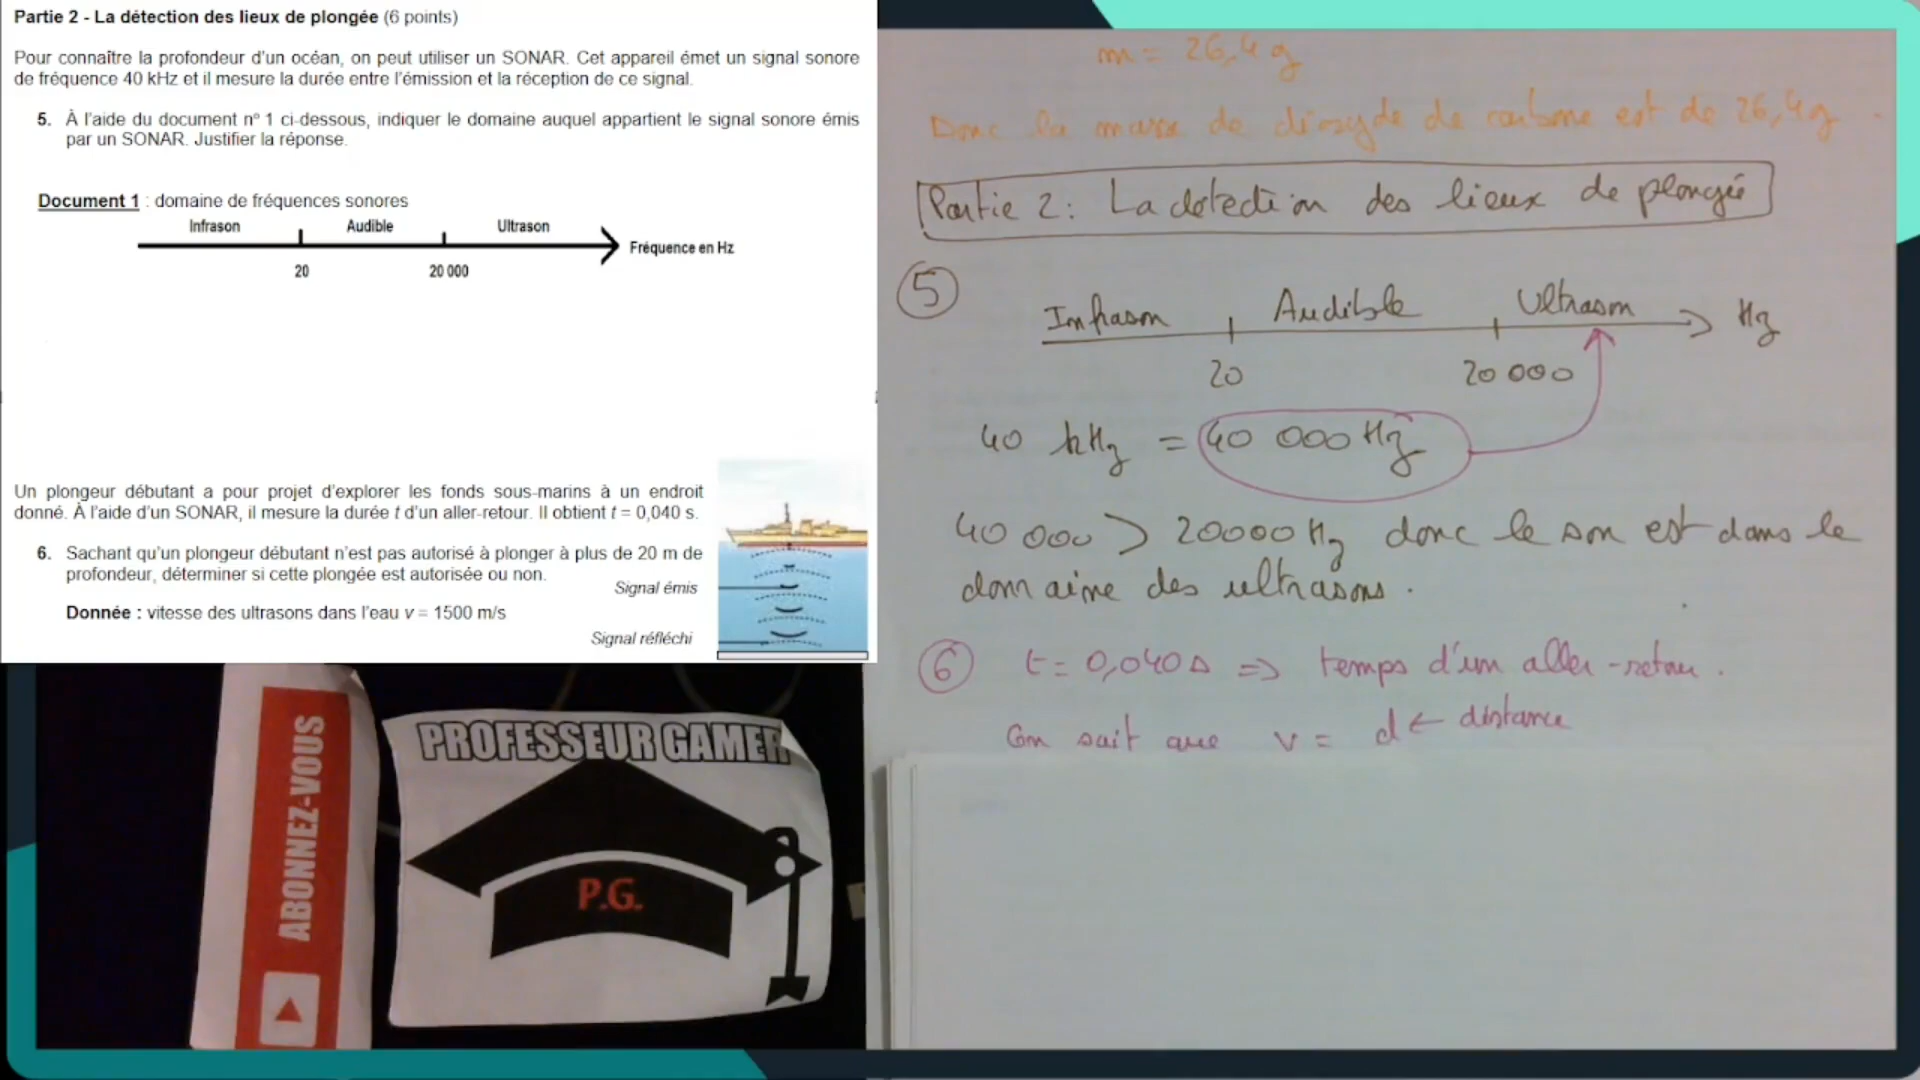 Partie 2 - La détection des lieux de plongée (6 points)
Pour connaître la profondeur d'un océan, on peut utiliser un SONAR. Cet appareil émet un signal sonore
de fréquence 40 kHz et il mesure la durée entre l'émission et la réception de ce signal.
5. À l'aide du document n° 1 ci-dessous, indiquer le domaine auquel appartient le signal sonore émis
par un SONAR. Justifier la réponse.
Document 1 : domaine de fréquences sonores
Infrason Audible Ultrason
Fréquence en Hz
20 20 000
Un plongeur débutant a pour projet d'explorer les fonds sous-marins à un endroit
donné. À l'aide d'un SONAR, il mesure la durée t d'un aller-retour. Il obtient t = 0,040 s.
6. Sachant qu'un plongeur débutant n'est pas autorisé à plonger à plus de 20 m de
profondeur, déterminer si cette plongée est autorisée ou non.
Signal émis
Donnée : vitesse des ultrasons dans l'eau v = 1500 m/s
Signal réfléchi
ABONNEZ-VOUS
PROFESSEUR GAMER
P.G.
m = 26,4 g
Donc la masse de dioxyde de carbone est de 26,4 g.
Partie 2 : La détection des lieux de plongée
5
Infrason Audible Ultrason Hz
20 20 000
40 kHz = 40 000 Hz
40 000 > 20000 Hz donc le son est dans le
domaine des ultrasons.
6 t = 0,040 s => temps d'un aller-retour.
On sait que v = d ← distance